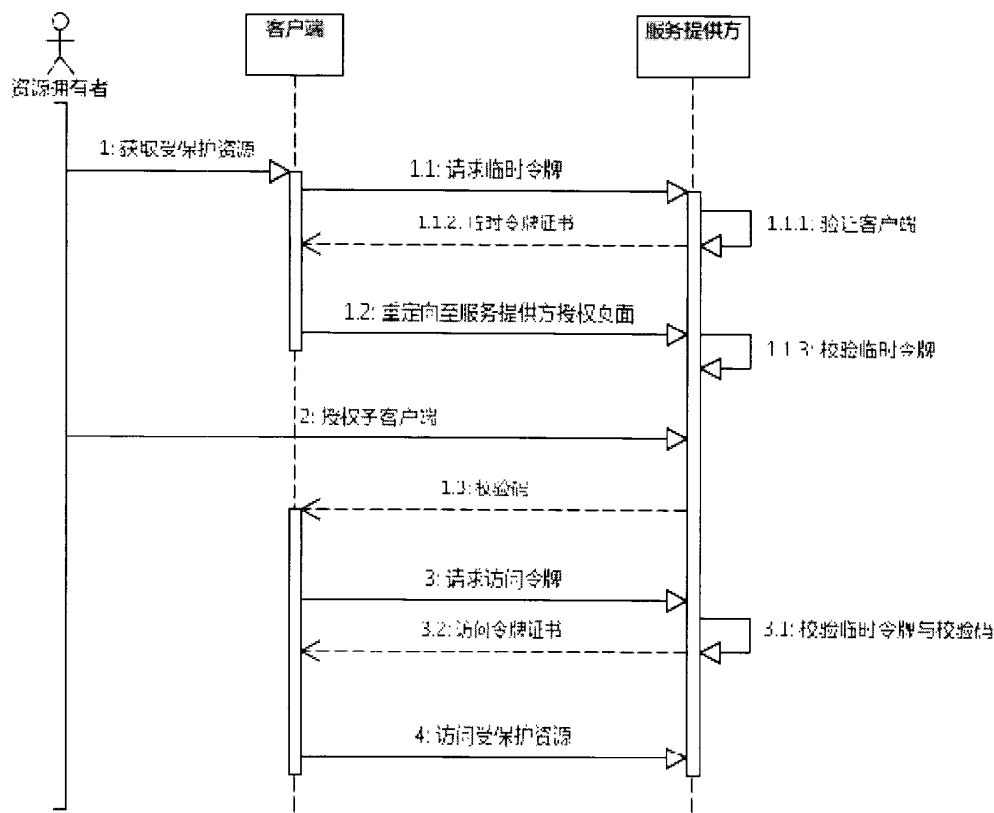 客户端
服务提供方
资源拥有者
1: 获取受保护资源
1.1: 请求临时令牌
1.1.2: 临时令牌证书
1.1.1: 验证客户端
1.2: 重定向至服务提供方授权页面
1.1.3: 校验临时令牌
2: 授权予客户端
1.3: 校验码
3: 请求访问令牌
3.2: 访问令牌证书
3.1: 校验临时令牌与校验码
4: 访问受保护资源